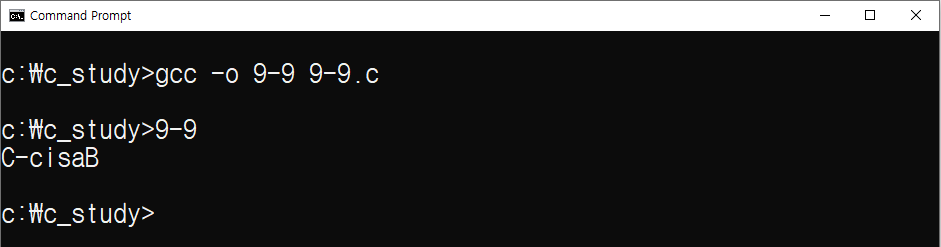 Command Prompt
c:₩c_study>gcc -o 9-9 9-9.c
c:₩c_study>9-9
C-cisaB
c:₩c_study>